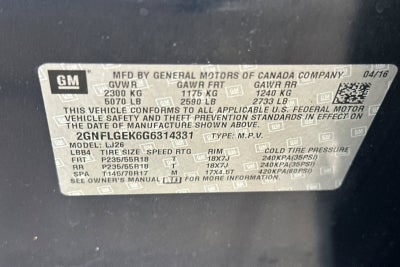 GM
MFD BY GENERAL MOTORS OF CANADA COMPANY 04/16
GVWR GAWR FRT GAWR RR
2300 KG 1175 KG 1240 KG
5070 LB 2590 LB 2733 LB
THIS VEHICLE CONFORMS TO ALL APPLICABLE U.S. FEDERAL MOTOR
VEHICLE SAFETY, BUMPER, AND THEFT PREVENTION STANDARDS IN EFFECT ON
THE DATE OF MANUFACTURE SHOWN ABOVE.
2GNFLGEK6G6314331 TYPE: M.P.V.
MODEL: LJ26
LBB4 TIRE SIZE SPEED RTG RIM COLD TIRE PRESSURE
FRT P235/55R18 T 18X7J 240KPA(35PSI)
RR P235/55R18 T 18X7J 240KPA(35PSI)
SPA T145/70R17 M 17X4.5T 420KPA(60PSI)
SEE OWNER'S MANUAL FOR ADDITIONAL INFORMATION